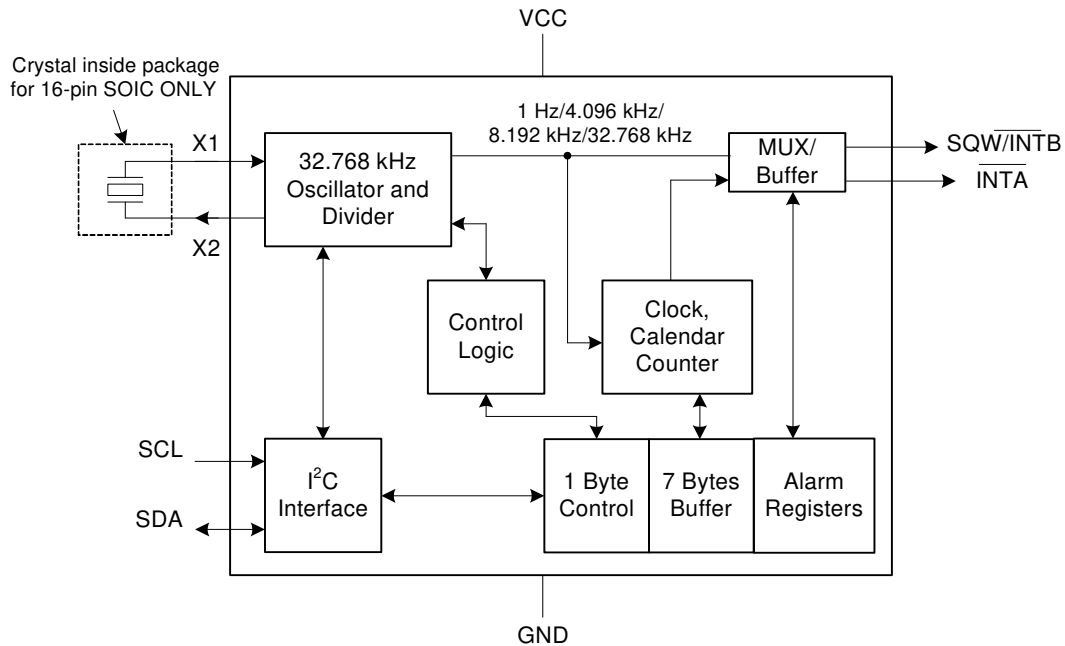 VCC
Crystal inside package
for 16-pin SOIC ONLY
X1
X2
32.768 kHz
Oscillator and
Divider
1 Hz/4.096 kHz/
8.192 kHz/32.768 kHz
MUX/
Buffer
SQW/INTB
INTA
Control
Logic
Clock,
Calendar
Counter
SCL
SDA
I²C
Interface
1 Byte
Control
7 Bytes
Buffer
Alarm
Registers
GND